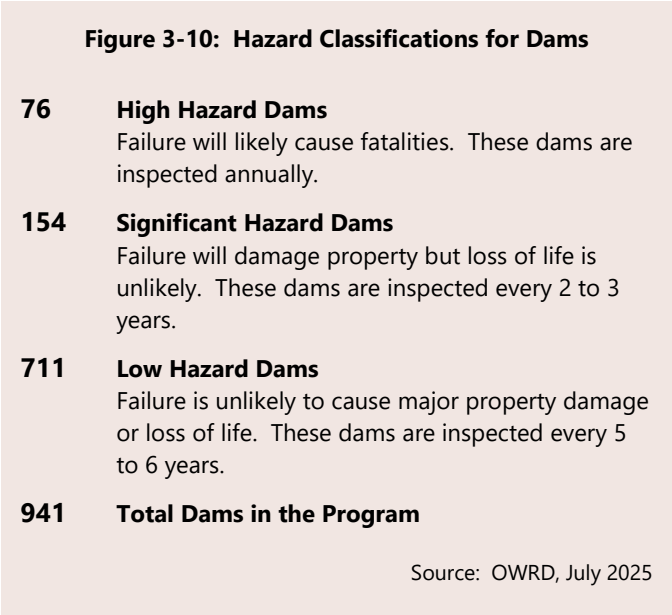 Figure 3-10:  Hazard Classifications for Dams
76 High Hazard Dams
Failure will likely cause fatalities.  These dams are
inspected annually.
154 Significant Hazard Dams
Failure will damage property but loss of life is
unlikely.  These dams are inspected every 2 to 3
years.
711 Low Hazard Dams
Failure is unlikely to cause major property damage
or loss of life.  These dams are inspected every 5
to 6 years.
941 Total Dams in the Program
Source:  OWRD, July 2025